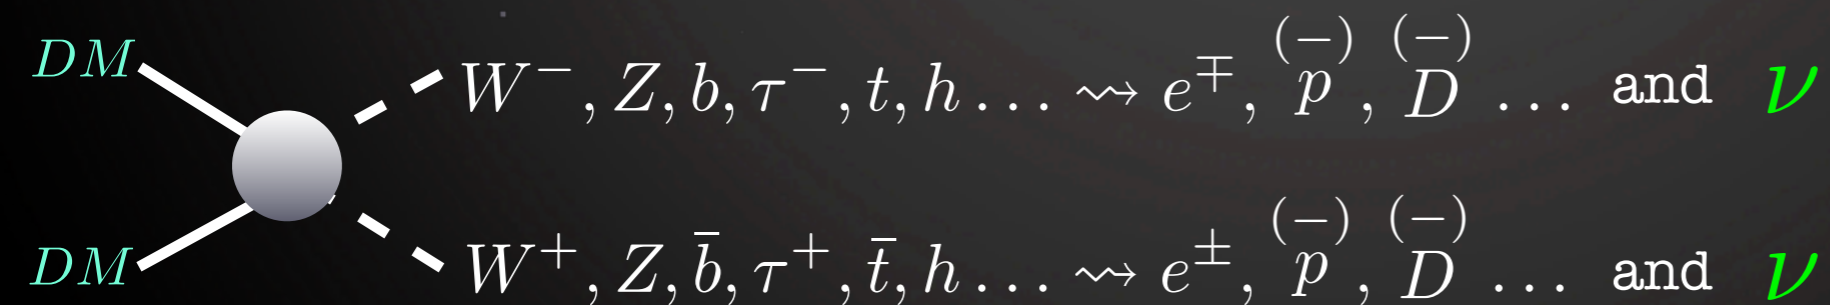 DM W⁻, Z, b, τ⁻, t, h … ⇝ e^∓, p^(−), D^(−) … and ν
DM W⁺, Z, b̄, τ⁺, t̄, h … ⇝ e^±, p^(−), D^(−) … and ν